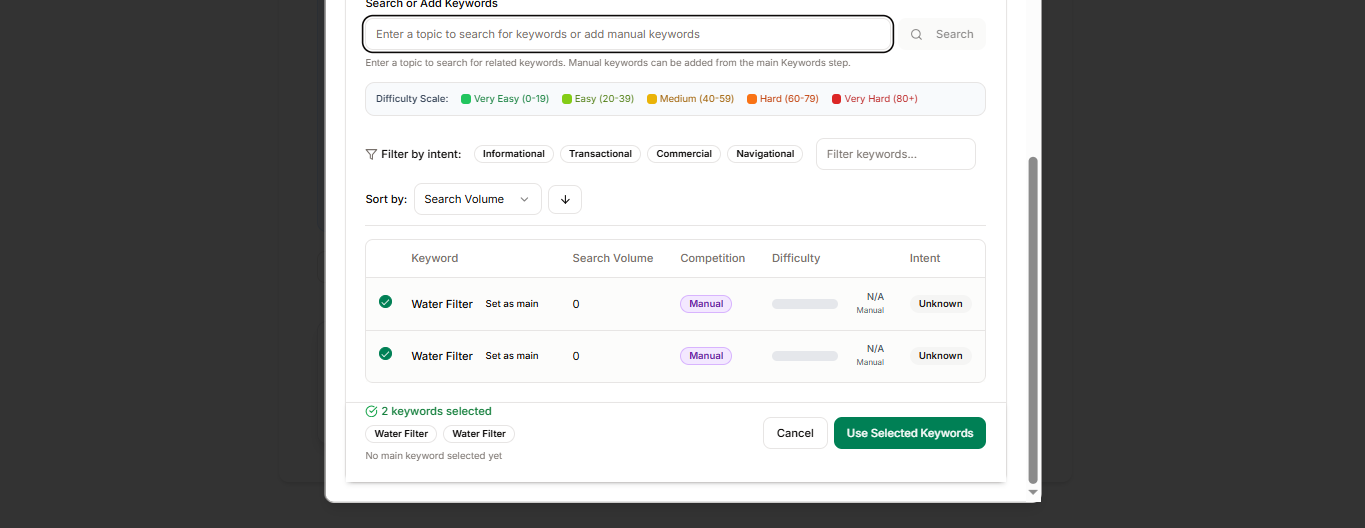 Search or Add Keywords
Enter a topic to search for keywords or add manual keywords
Search
Enter a topic to search for related keywords. Manual keywords can be added from the main Keywords step.
Difficulty Scale: Very Easy (0-19) Easy (20-39) Medium (40-59) Hard (60-79) Very Hard (80+)
Filter by intent: Informational Transactional Commercial Navigational Filter keywords...
Sort by: Search Volume
Keyword Search Volume Competition Difficulty Intent
Water Filter Set as main 0 Manual N/A Manual Unknown
Water Filter Set as main 0 Manual N/A Manual Unknown
2 keywords selected
Water Filter Water Filter
No main keyword selected yet
Cancel Use Selected Keywords